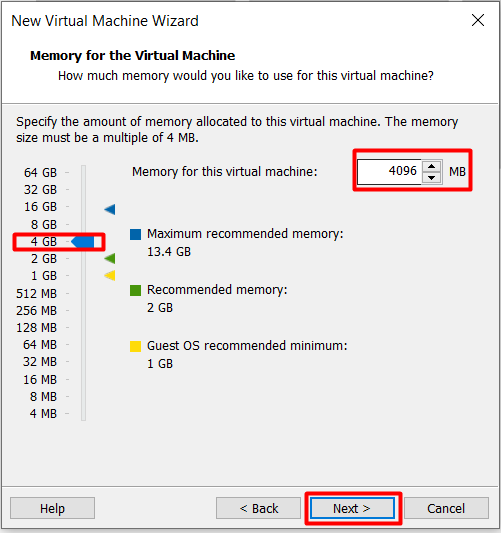 New Virtual Machine Wizard
Memory for the Virtual Machine
How much memory would you like to use for this virtual machine?
Specify the amount of memory allocated to this virtual machine. The memory
size must be a multiple of 4 MB.
64 GB
32 GB
16 GB
8 GB
4 GB
2 GB
1 GB
512 MB
256 MB
128 MB
64 MB
32 MB
16 MB
8 MB
4 MB
Memory for this virtual machine: 4096 MB
Maximum recommended memory:
13.4 GB
Recommended memory:
2 GB
Guest OS recommended minimum:
1 GB
Help < Back Next > Cancel